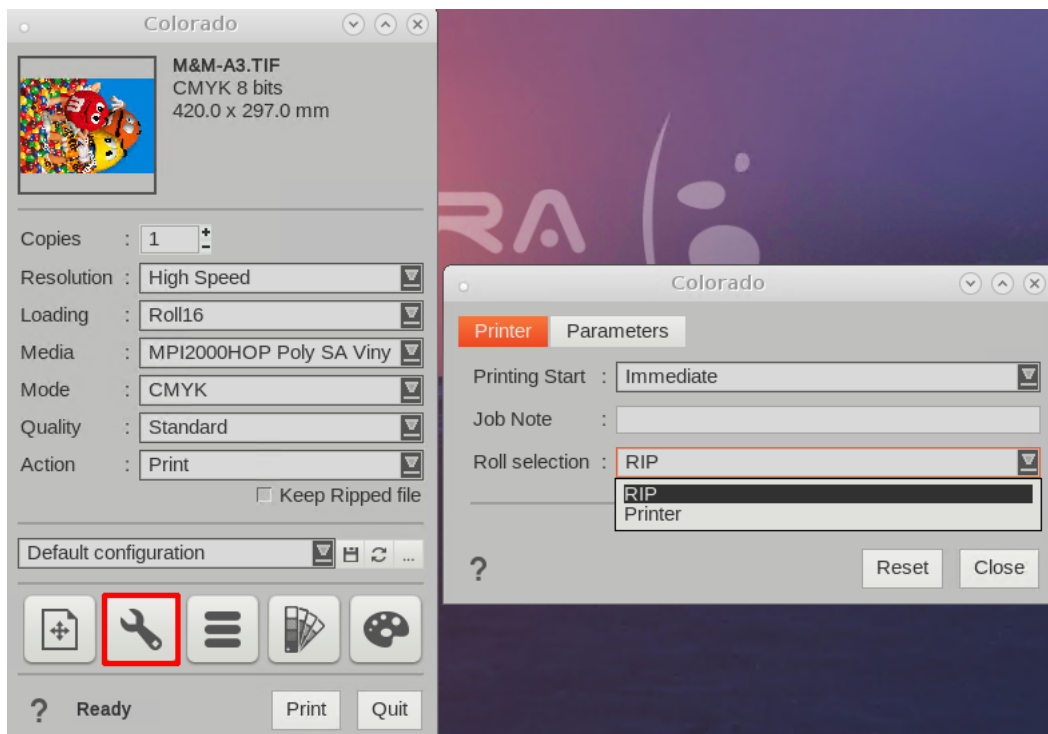 Colorado
M&M-A3.TIF
CMYK 8 bits
420.0 x 297.0 mm
Copies : 1
Resolution : High Speed
Loading : Roll16
Media : MPI2000HOP Poly SA Viny
Mode : CMYK
Quality : Standard
Action : Print
Keep Ripped file
Default configuration ...
? Ready Print Quit
RA
Colorado
Printer Parameters
Printing Start : Immediate
Job Note :
Roll selection : RIP
RIP
Printer
? Reset Close